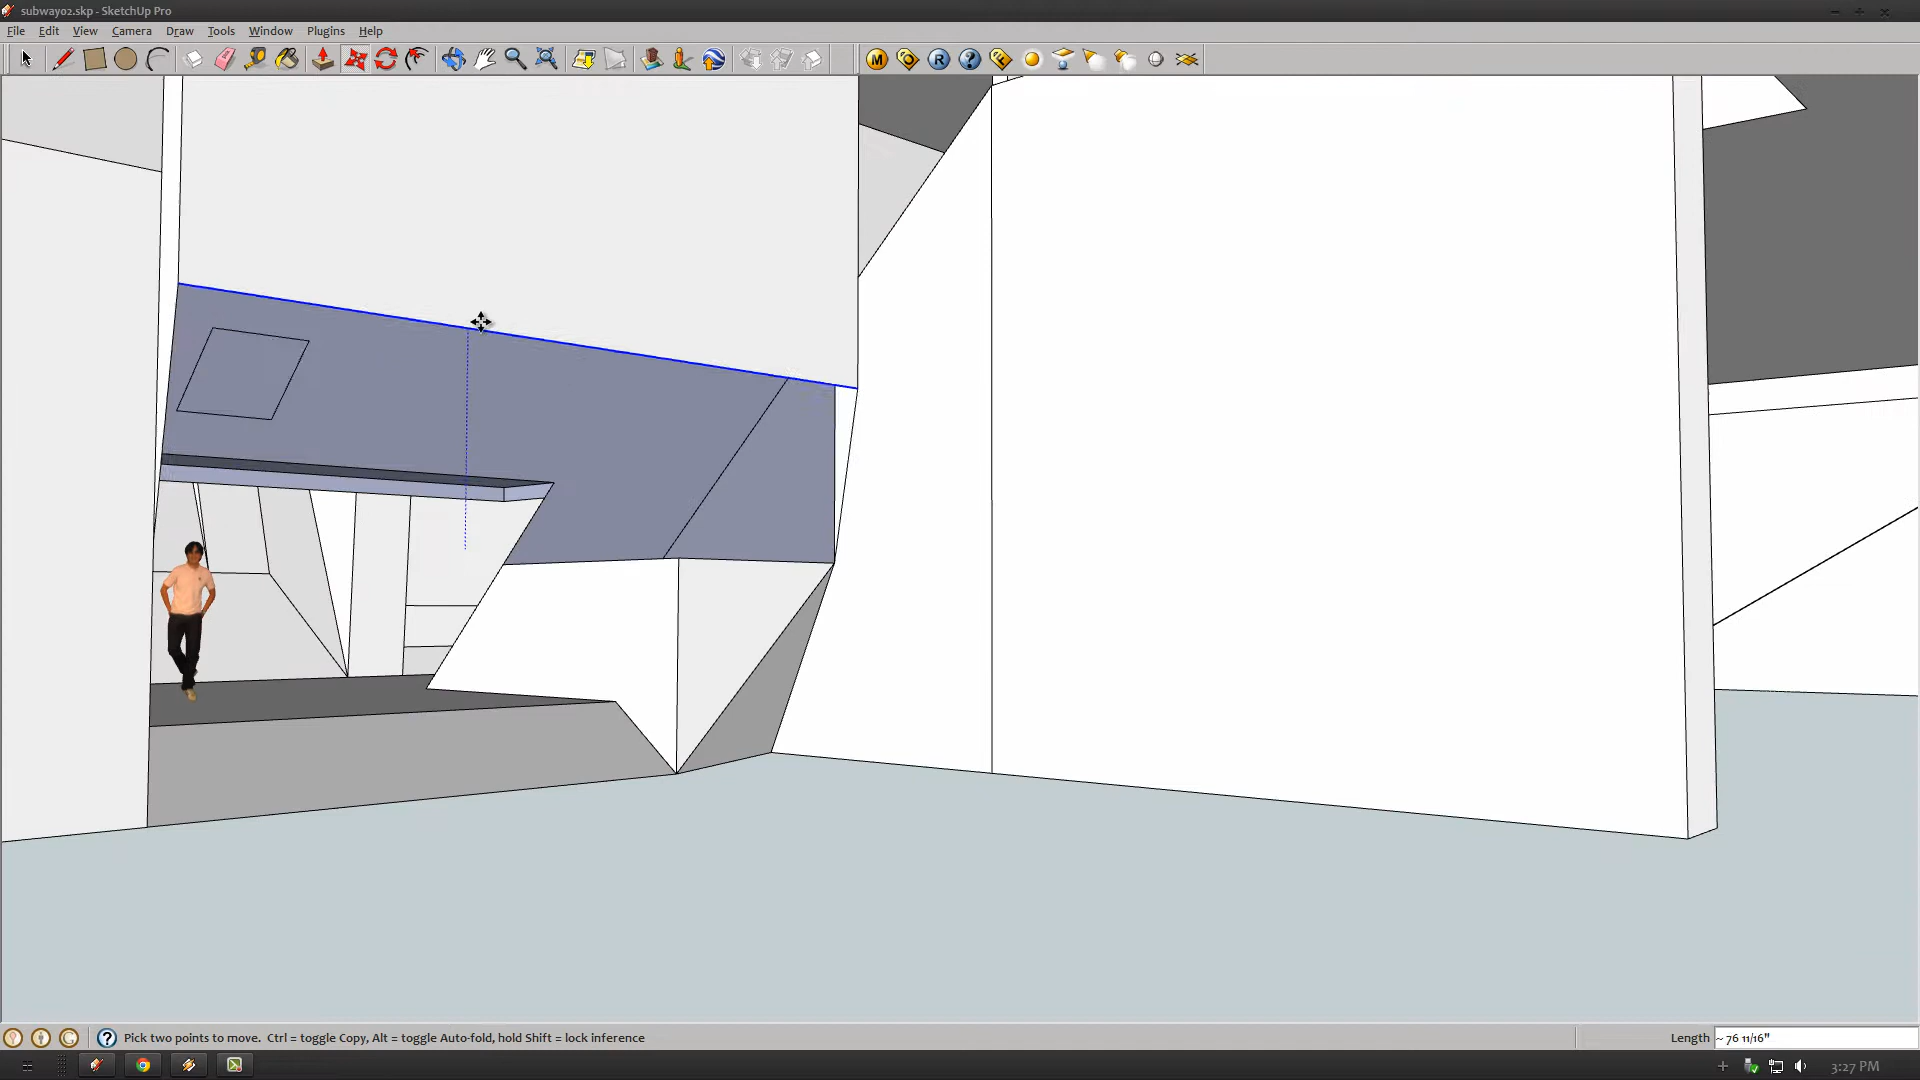 subway02.skp - SketchUp Pro
File Edit View Camera Draw Tools Window Plugins Help
M R ?
? Pick two points to move. Ctrl = toggle Copy, Alt = toggle Auto-fold, hold Shift = lock inference Length ~ 76 11/16"
3:27 PM